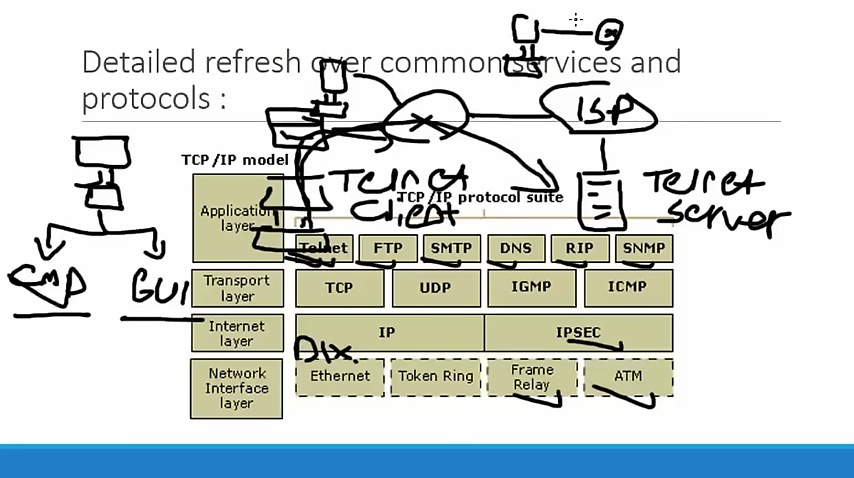 Detailed refresh over common services and
protocols :
ISP
TCP/IP model
TCP/IP protocol suite
Telnet
Client
Telnet
Server
Application
layer
Telnet FTP SMTP DNS RIP SNMP
CMD GUI
Transport
layer
TCP UDP IGMP ICMP
Internet
layer
IP IPSEC
DIX.
Network
Interface
layer
Ethernet Token Ring Frame
Relay ATM